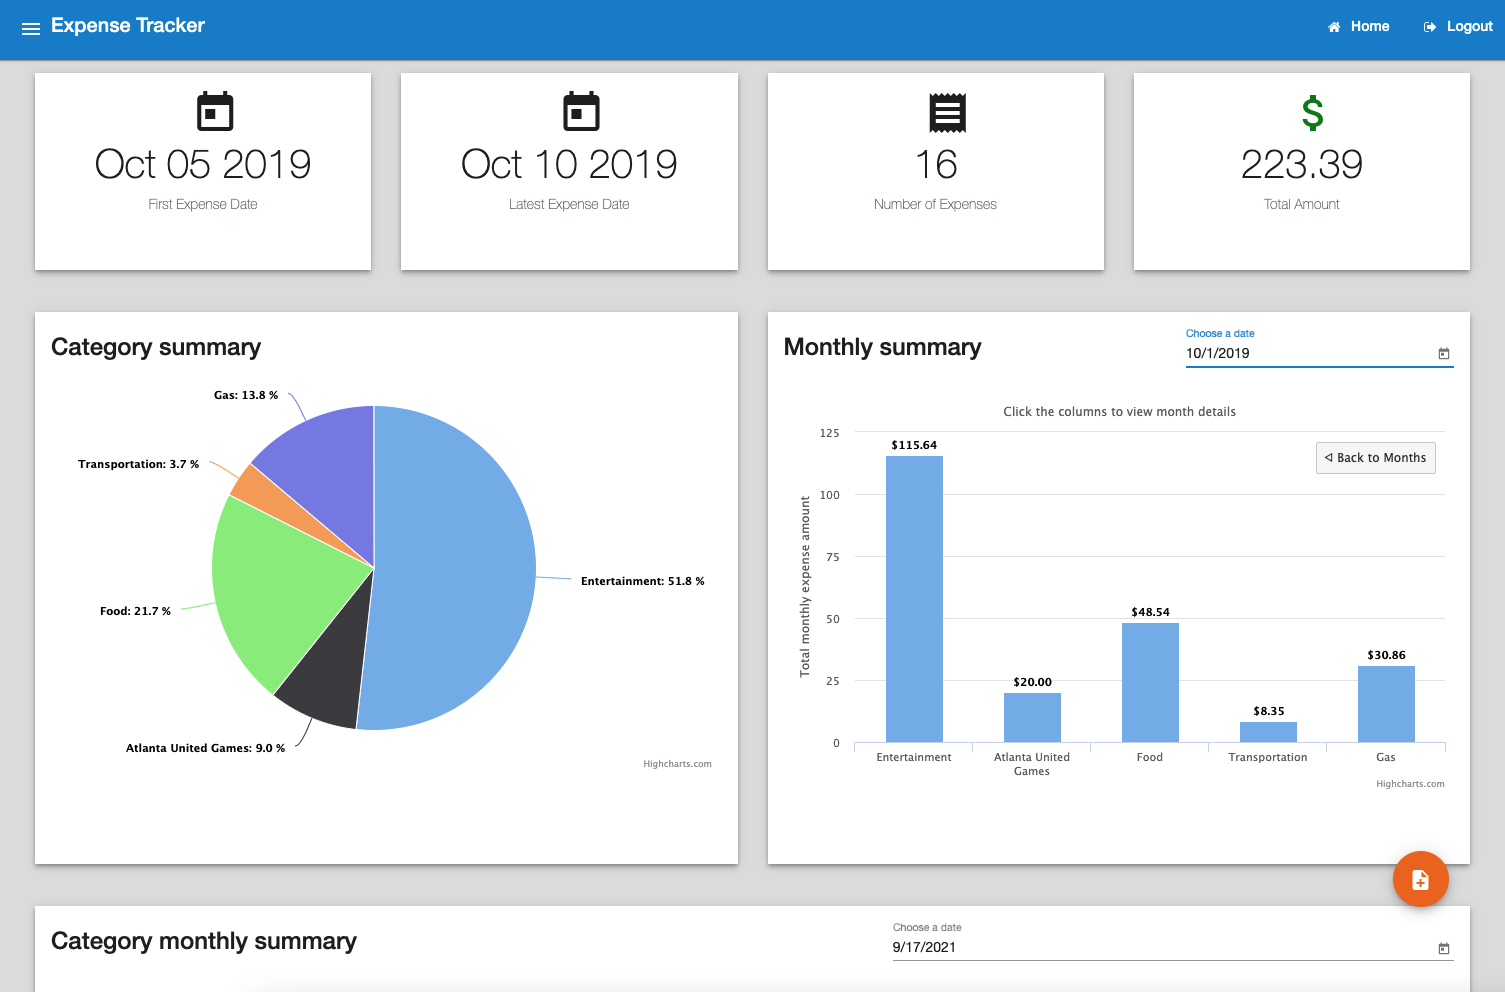 Expense Tracker
Home
Logout
Oct 05 2019
First Expense Date
Oct 10 2019
Latest Expense Date
16
Number of Expenses
$
223.39
Total Amount
Category summary
Gas: 13.8 %
Transportation: 3.7 %
Food: 21.7 %
Atlanta United Games: 9.0 %
Entertainment: 51.8 %
Highcharts.com
Monthly summary
Choose a date
10/1/2019
Click the columns to view month details
Back to Months
Total monthly expense amount
125
100
75
50
25
0
$115.64
$20.00
$48.54
$8.35
$30.86
Entertainment
Atlanta United
Games
Food
Transportation
Gas
Highcharts.com
Category monthly summary
Choose a date
9/17/2021